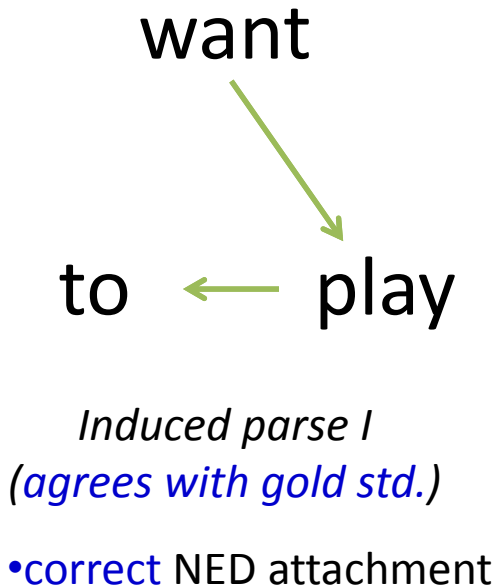 want
to play
Induced parse I
(agrees with gold std.)
•correct NED attachment